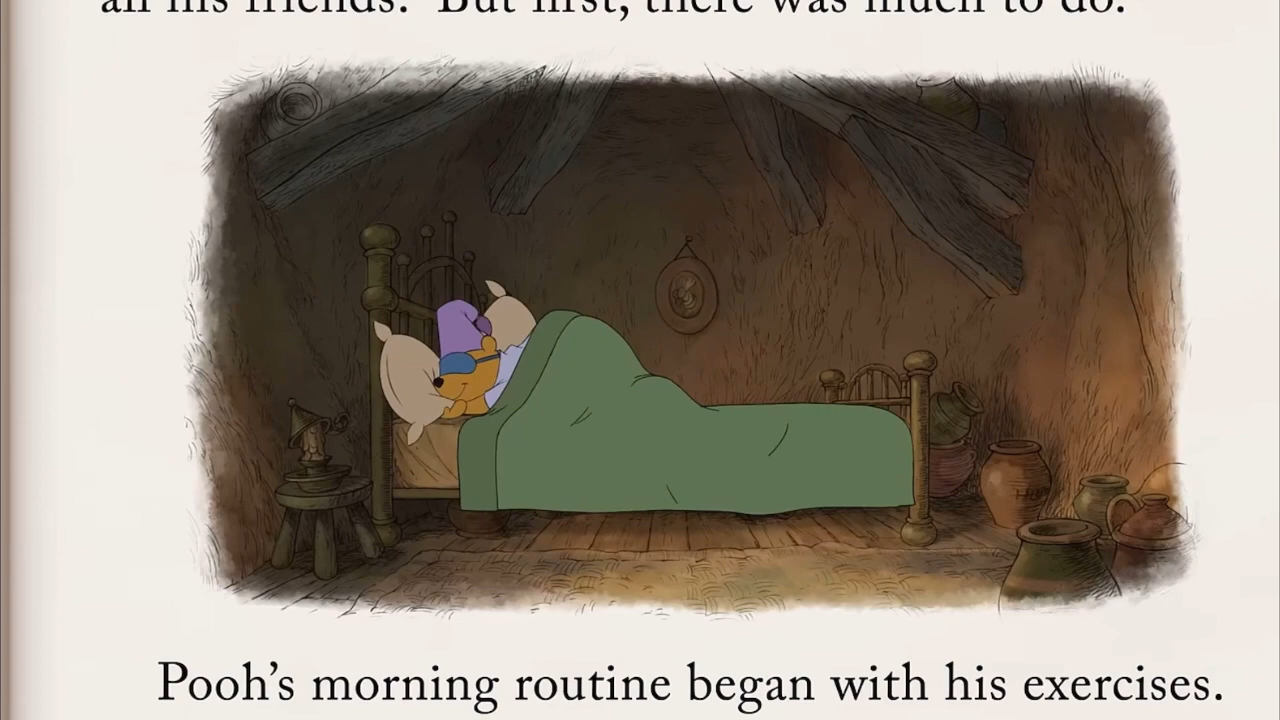 all his friends. But first, there was much to do.
Pooh's morning routine began with his exercises.